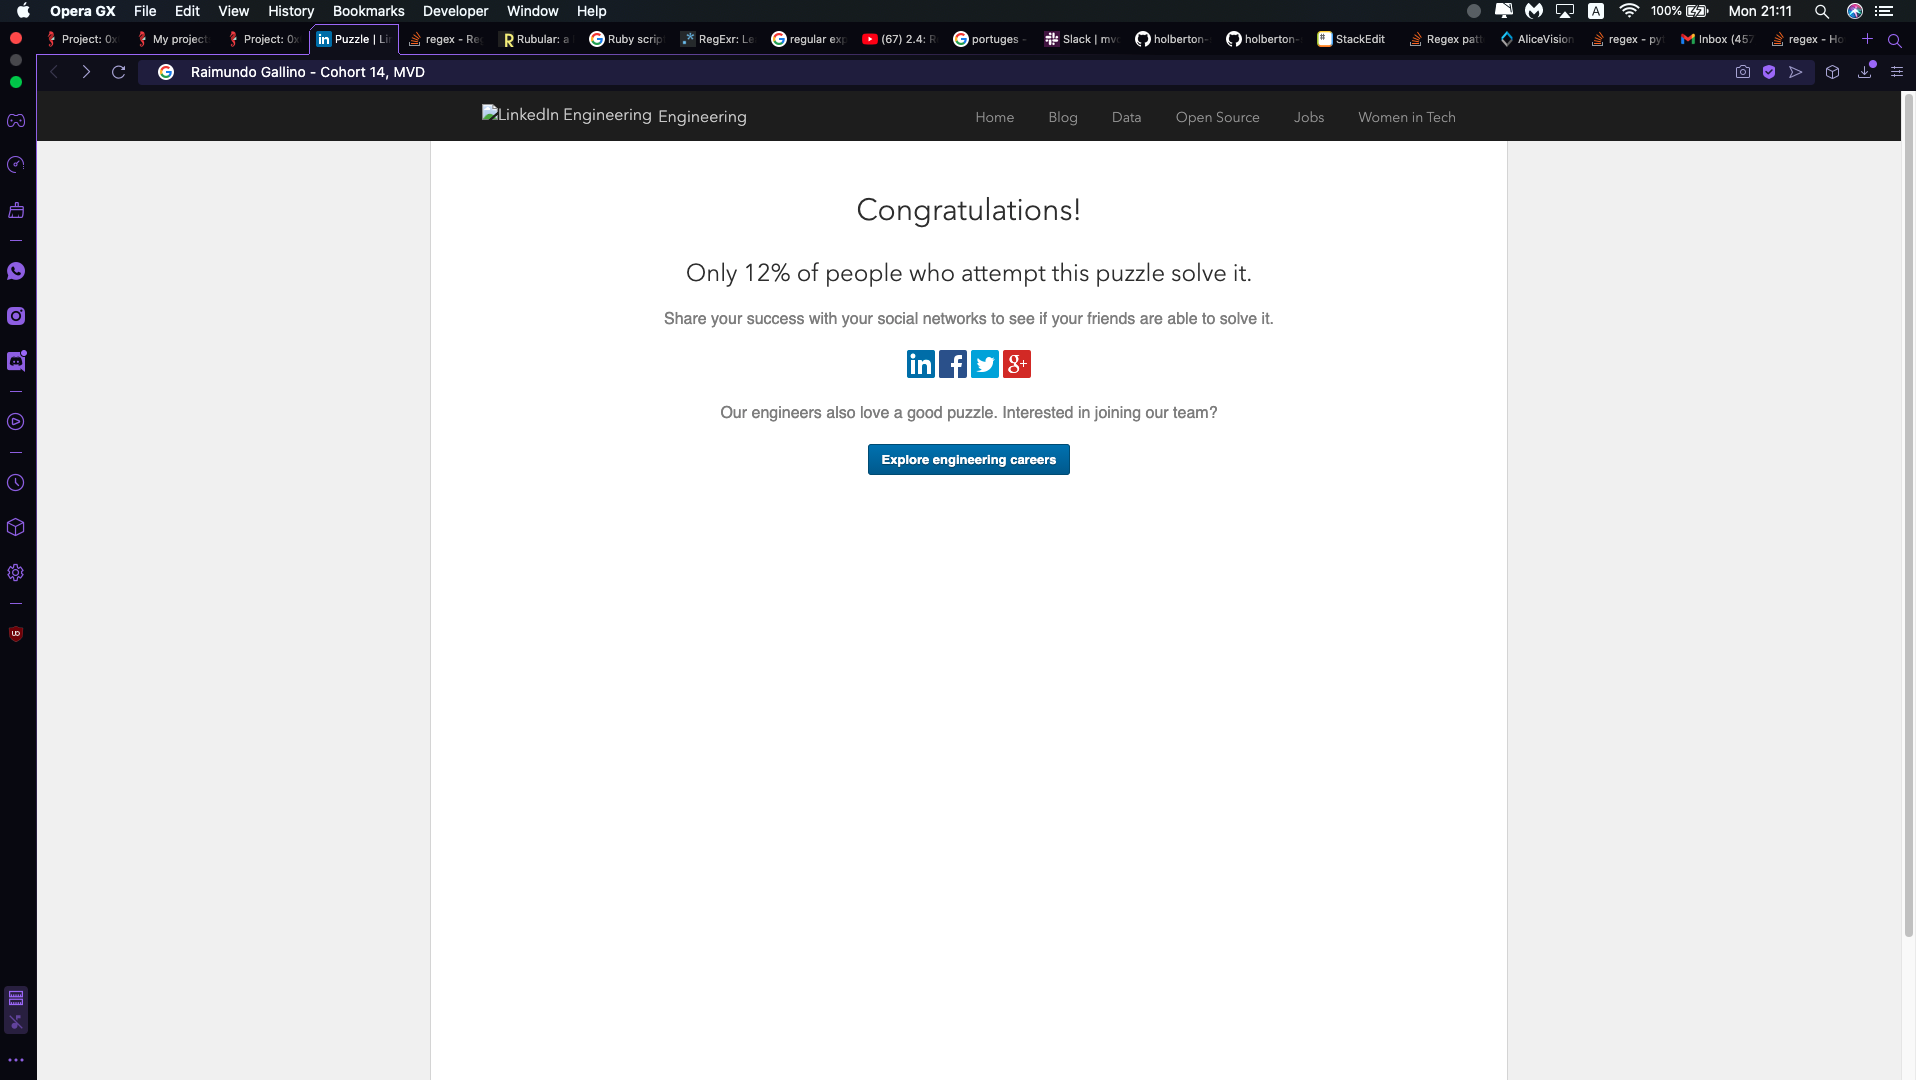 Opera GX File Edit View History Bookmarks Developer Window Help A 100% Mon 21:11
Project: 0x My project Project: 0x Puzzle | Li regex - Reg Rubular: a Ruby scrip RegExr: Le regular exp (67) 2.4: R portuges - Slack | mv holberton- holberton- StackEdit Regex pat AliceVision regex - py Inbox (457 regex - Ho
Raimundo Gallino - Cohort 14, MVD
LinkedIn Engineering Engineering Home Blog Data Open Source Jobs Women in Tech
Congratulations!
Only 12% of people who attempt this puzzle solve it.
Share your success with your social networks to see if your friends are able to solve it.
in f g+
Our engineers also love a good puzzle. Interested in joining our team?
Explore engineering careers